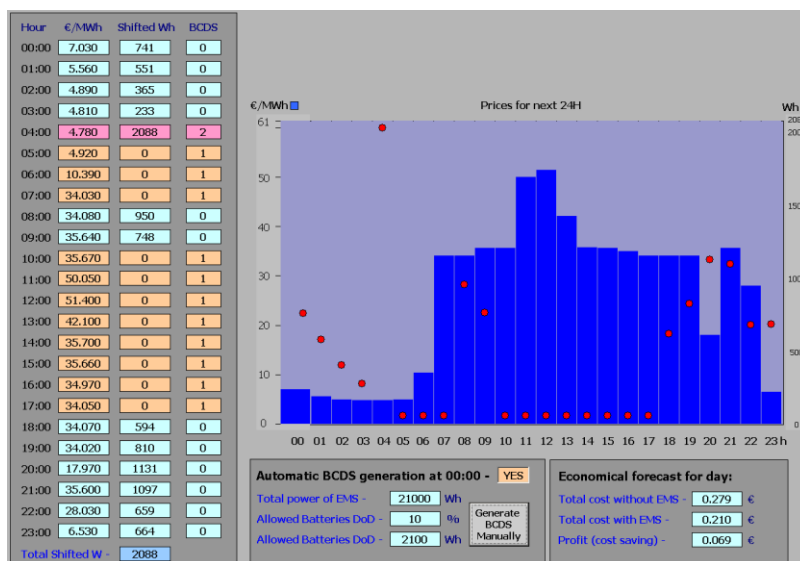 Hour €/MWh Shifted Wh BCDS
00:00 7.030 741 0
01:00 5.560 551 0
02:00 4.890 365 0
03:00 4.810 233 0
04:00 4.780 2088 2
05:00 4.920 0 1
06:00 10.390 0 1
07:00 34.030 0 1
08:00 34.080 950 0
09:00 35.640 748 0
10:00 35.670 0 1
11:00 50.050 0 1
12:00 51.400 0 1
13:00 42.100 0 1
14:00 35.700 0 1
15:00 35.660 0 1
16:00 34.970 0 1
17:00 34.050 0 1
18:00 34.070 594 0
19:00 34.020 810 0
20:00 17.970 1131 0
21:00 35.600 1097 0
22:00 28.030 659 0
23:00 6.530 664 0
Total Shifted W - 2088
€/MWh Prices for next 24H Wh
61
200
50
150
40
30
100
20
500
10
0 0
00 01 02 03 04 05 06 07 08 09 10 11 12 13 14 15 16 17 18 19 20 21 22 23 h
Automatic BCDS generation at 00:00 - YES
Total power of EMS - 21000 Wh
Allowed Batteries DoD - 10 %
Allowed Batteries DoD - 2100 Wh
Generate
BCDS
Manually
Economical forecast for day:
Total cost without EMS - 0.279 €
Total cost with EMS - 0.210 €
Profit (cost saving) - 0.069 €